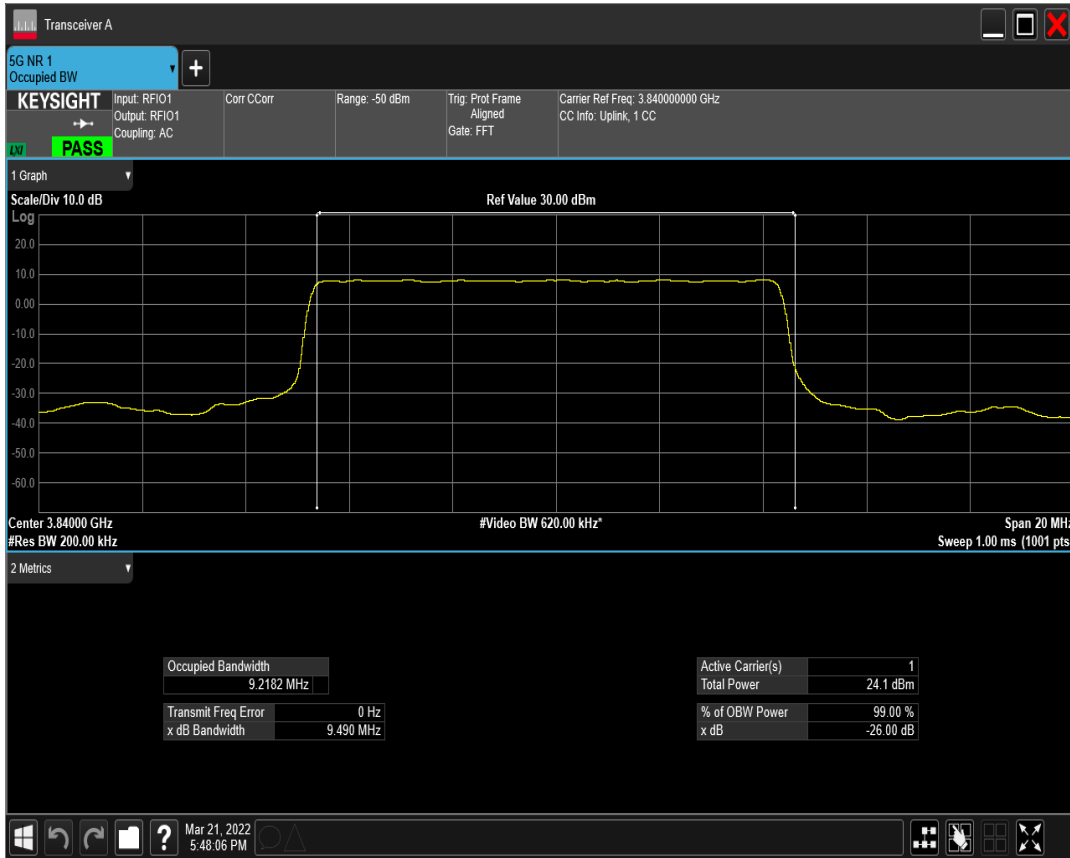 Transceiver A
5G NR 1
Occupied BW
KEYSIGHT
LXI
PASS
Input: RFIO1
Output: RFIO1
Coupling: AC
Corr CCorr
Range: -50 dBm
Trig: Prot Frame
Aligned
Gate: FFT
Carrier Ref Freq: 3.840000000 GHz
CC Info: Uplink, 1 CC
1 Graph
Scale/Div 10.0 dB
Ref Value 30.00 dBm
Log
20.0
10.0
0.00
-10.0
-20.0
-30.0
-40.0
-50.0
-60.0
Center 3.84000 GHz
#Video BW 620.00 kHz*
Span 20 MHz
#Res BW 200.00 kHz
Sweep 1.00 ms (1001 pts
2 Metrics
Occupied Bandwidth
9.2182 MHz
Transmit Freq Error 0 Hz
x dB Bandwidth 9.490 MHz
Active Carrier(s) 1
Total Power 24.1 dBm
% of OBW Power 99.00 %
x dB -26.00 dB
?
Mar 21, 2022
5:48:06 PM